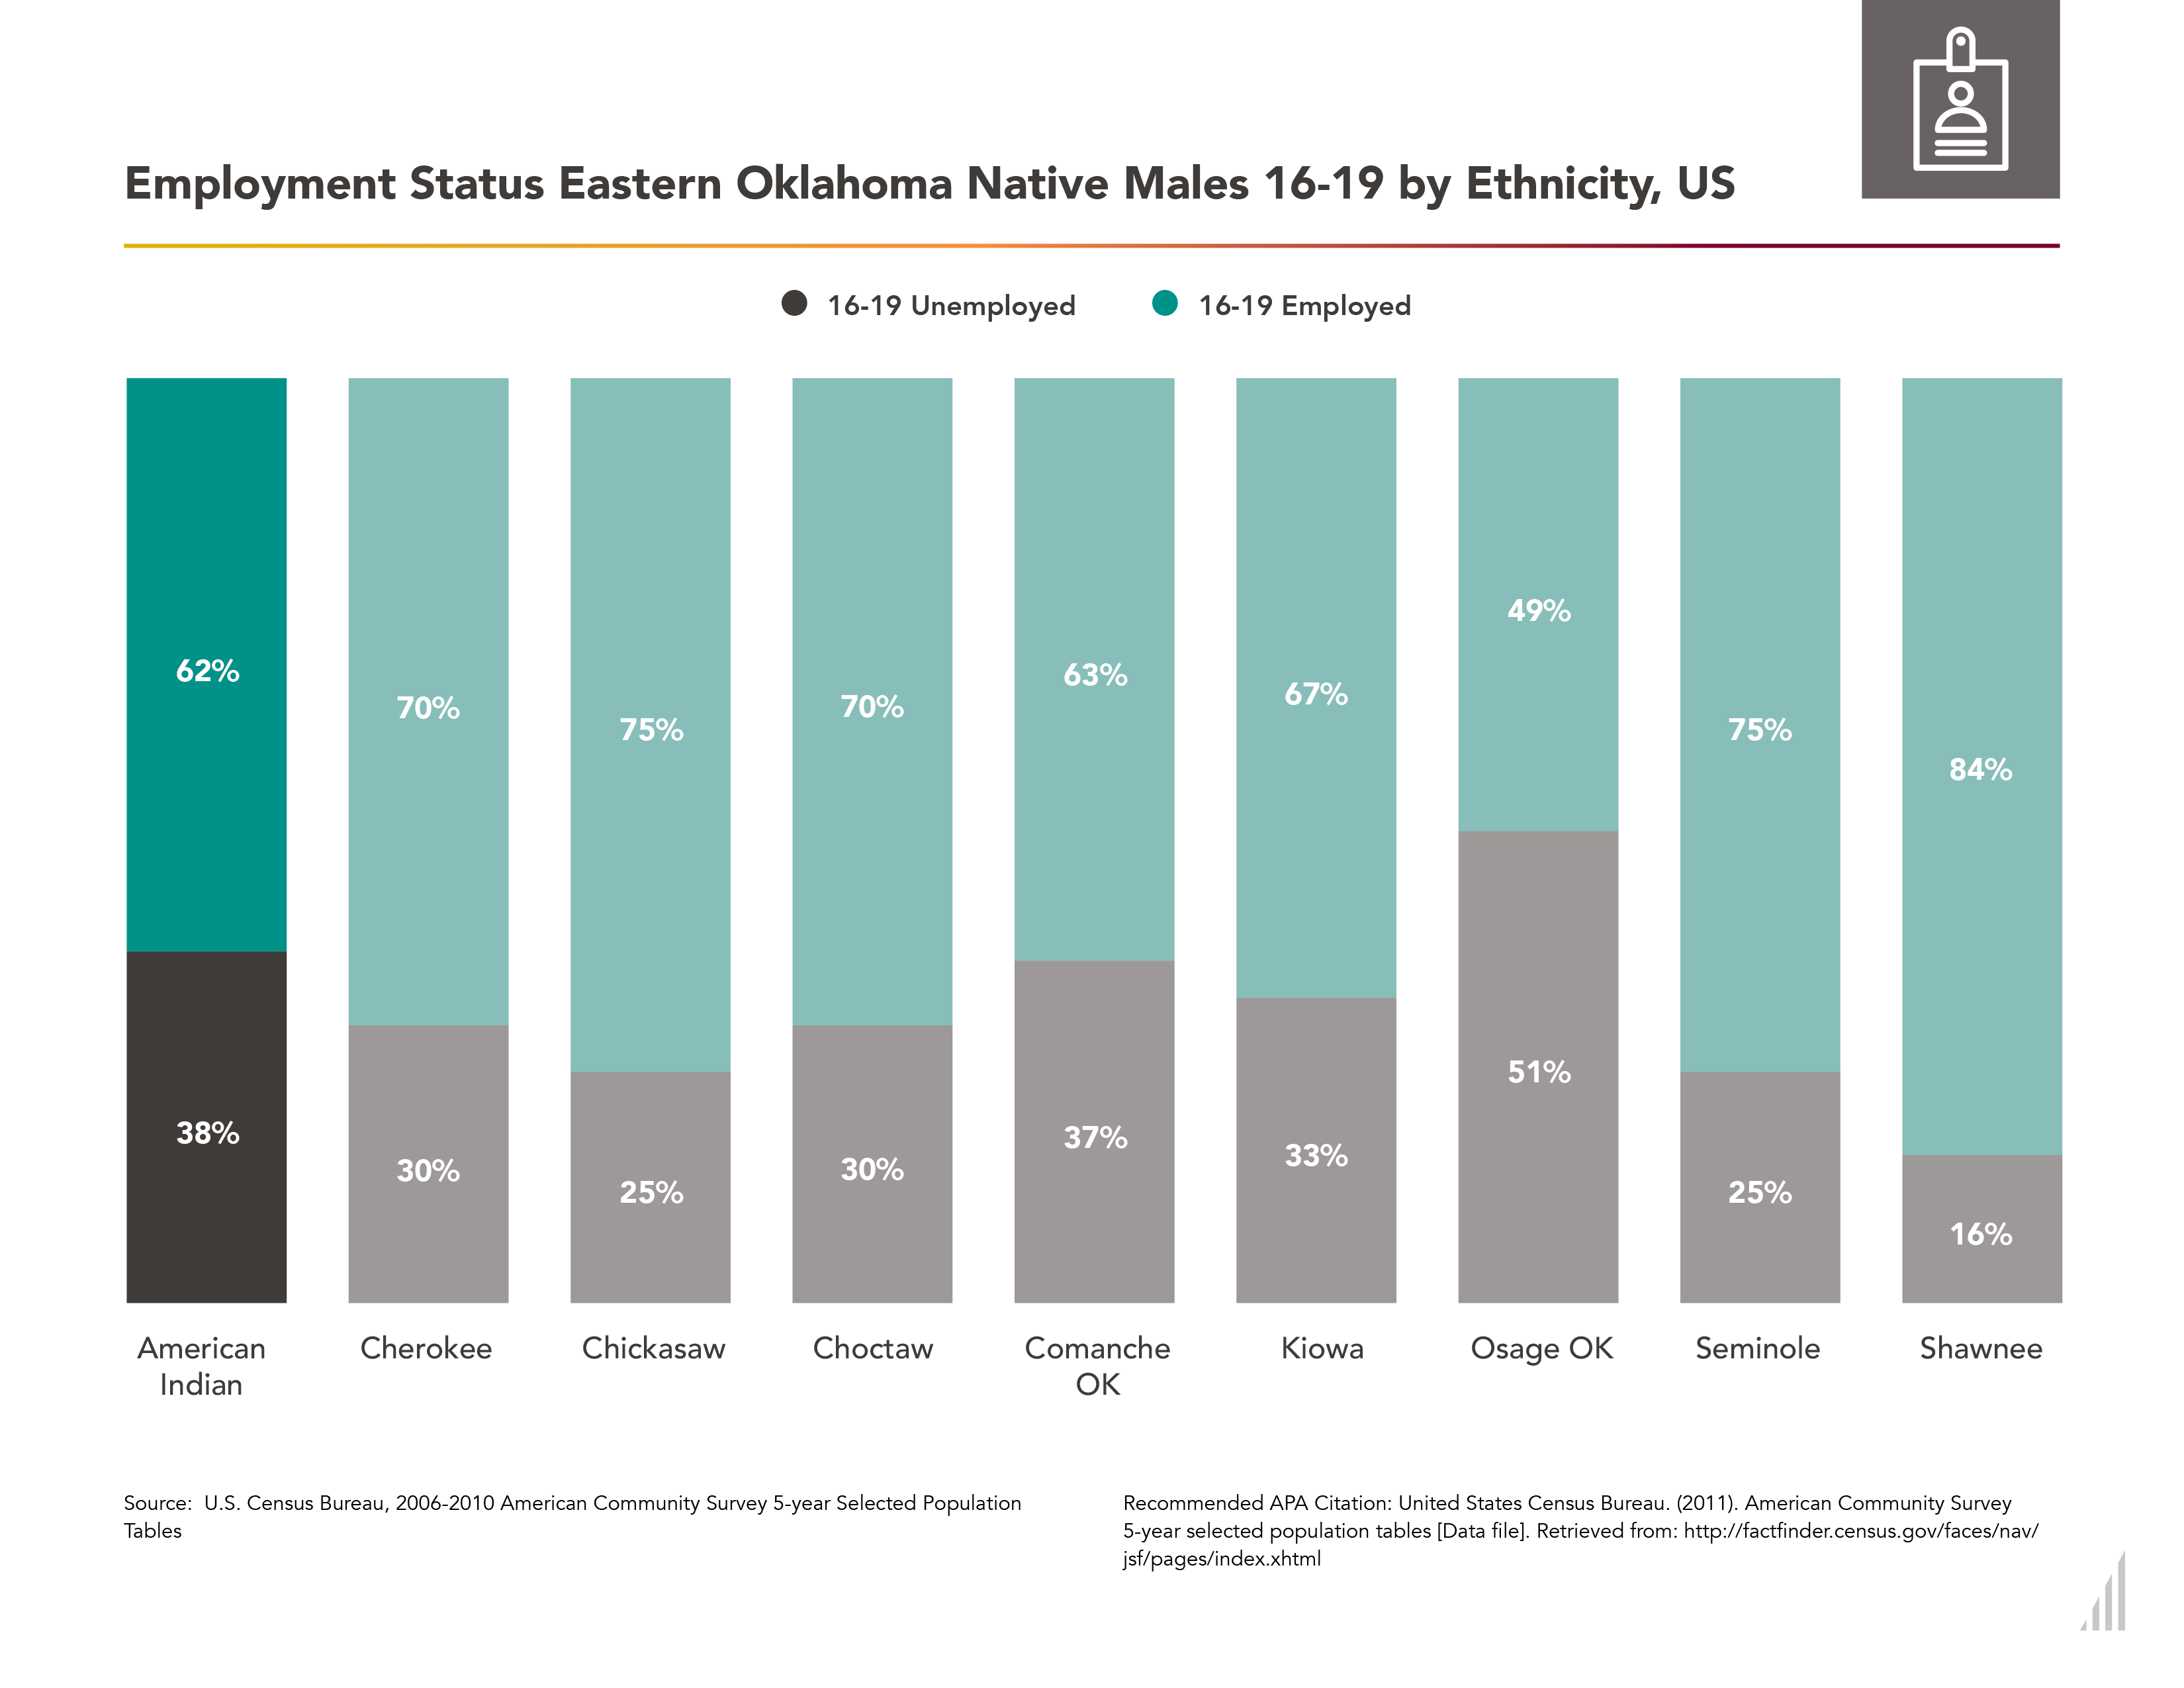 Employment Status Eastern Oklahoma Native Males 16-19 by Ethnicity, US
16-19 Unemployed
16-19 Employed
62%
70%
75%
70%
63%
67%
49%
75%
84%
38%
30%
25%
30%
37%
33%
51%
25%
16%
American
Indian
Cherokee
Chickasaw
Choctaw
Comanche
OK
Kiowa
Osage OK
Seminole
Shawnee
Source:  U.S. Census Bureau, 2006-2010 American Community Survey 5-year Selected Population
Tables
Recommended APA Citation: United States Census Bureau. (2011). American Community Survey
5-year selected population tables [Data file]. Retrieved from: http://factfinder.census.gov/faces/nav/
jsf/pages/index.xhtml